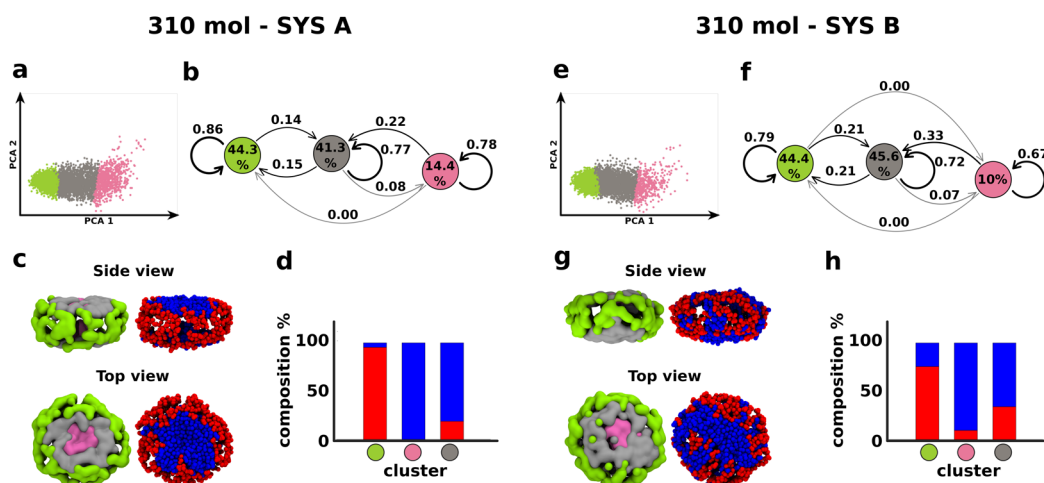 310 mol - SYS A
310 mol - SYS B
a
b
e
f
PCA 2
PCA 1
0.86
0.14
0.22
0.78
44.3
%
41.3
%
14.4
%
0.77
0.15
0.08
0.00
PCA 2
PCA 1
0.00
0.79
0.21
0.33
0.67
44.4
%
45.6
%
10%
0.72
0.21
0.07
0.00
c
Side view
Top view
d
composition %
100
50
0
cluster
g
Side view
Top view
h
composition %
100
50
0
cluster